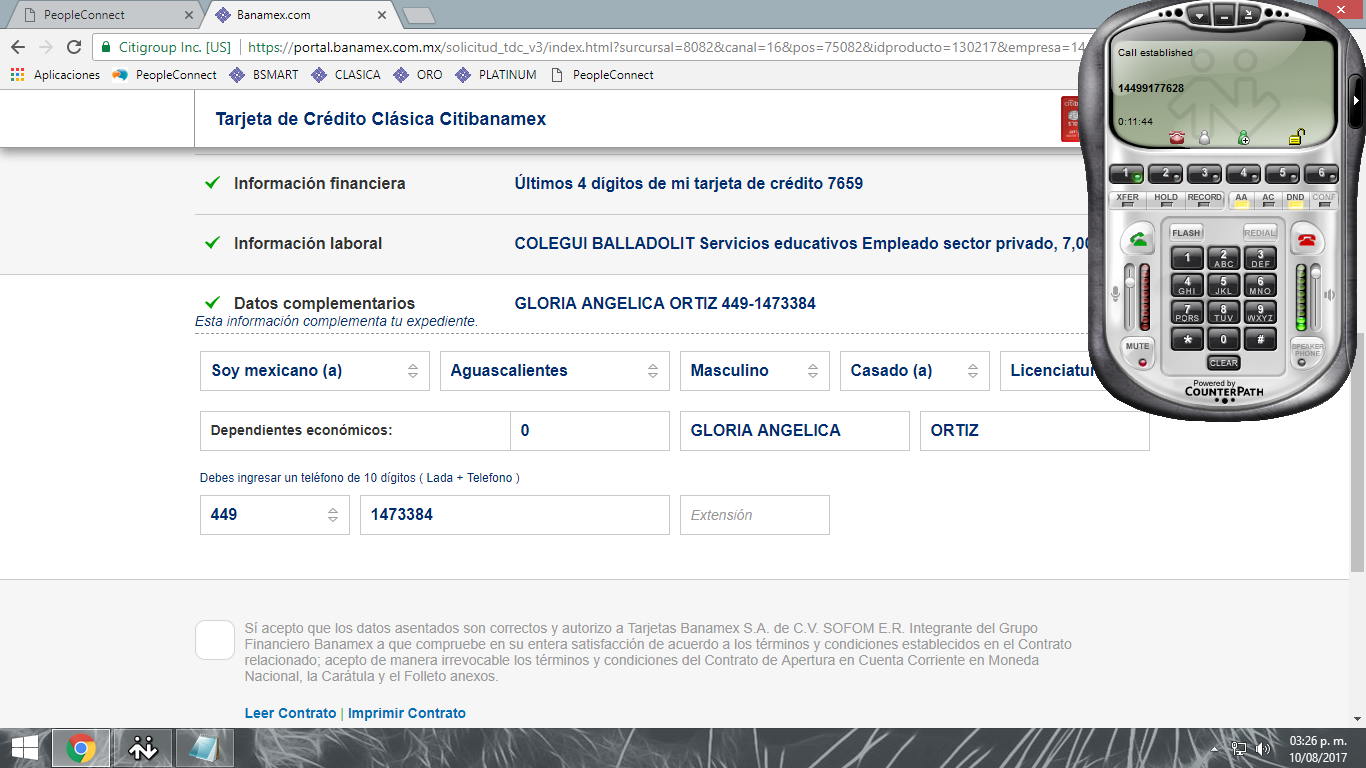 PeopleConnect
Banamex.com
Citigroup Inc. [US] https://portal.banamex.com.mx/solicitud_tdc_v3/index.html?surcursal=8082&canal=16&pos=75082&idproducto=130217&empresa=14
Aplicaciones PeopleConnect BSMART CLASICA ORO PLATINUM PeopleConnect
Tarjeta de Crédito Clásica Citibanamex
Información financiera Últimos 4 dígitos de mi tarjeta de crédito 7659
Información laboral COLEGUI BALLADOLIT Servicios educativos Empleado sector privado, 7,00
Datos complementarios GLORIA ANGELICA ORTIZ 449-1473384
Esta información complementa tu expediente.
Soy mexicano (a) Aguascalientes Masculino Casado (a) Licenciatur
Dependientes económicos: 0 GLORIA ANGELICA ORTIZ
Debes ingresar un teléfono de 10 dígitos ( Lada + Telefono )
449 1473384 Extensión
Sí acepto que los datos asentados son correctos y autorizo a Tarjetas Banamex S.A. de C.V. SOFOM E.R. Integrante del Grupo
Financiero Banamex a que compruebe en su entera satisfacción de acuerdo a los términos y condiciones establecidos en el Contrato
relacionado; acepto de manera irrevocable los términos y condiciones del Contrato de Apertura en Cuenta Corriente en Moneda
Nacional, la Carátula y el Folleto anexos.
Leer Contrato | Imprimir Contrato
Call established
14499177628
0:11:44
1 2 3 4 5 6
XFER HOLD RECORD AA AC DND CONF
FLASH REDIAL
1 2 ABC 3 DEF
4 GHI 5 JKL 6 MNO
7 PQRS 8 TUV 9 WXYZ
* 0 #
MUTE CLEAR SPEAKER PHONE
Powered by
COUNTERPATH
03:26 p. m.
10/08/2017